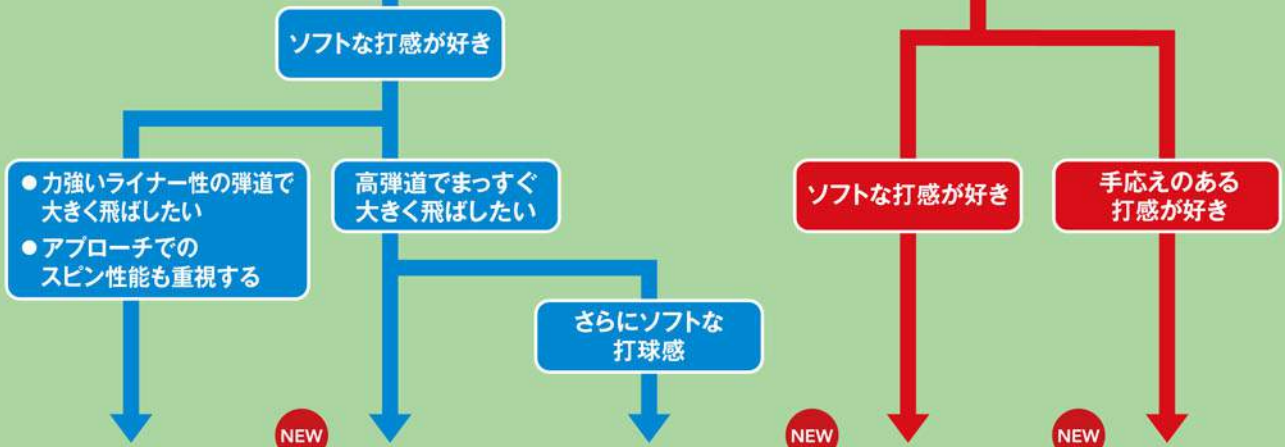 ソフトな打感が好き
● 力強いライナー性の弾道で
大きく飛ばしたい
● アプローチでの
スピン性能も重視する
高弾道でまっすぐ
大きく飛ばしたい
さらにソフトな
打球感
ソフトな打感が好き
手応えのある
打感が好き
NEW
NEW
NEW